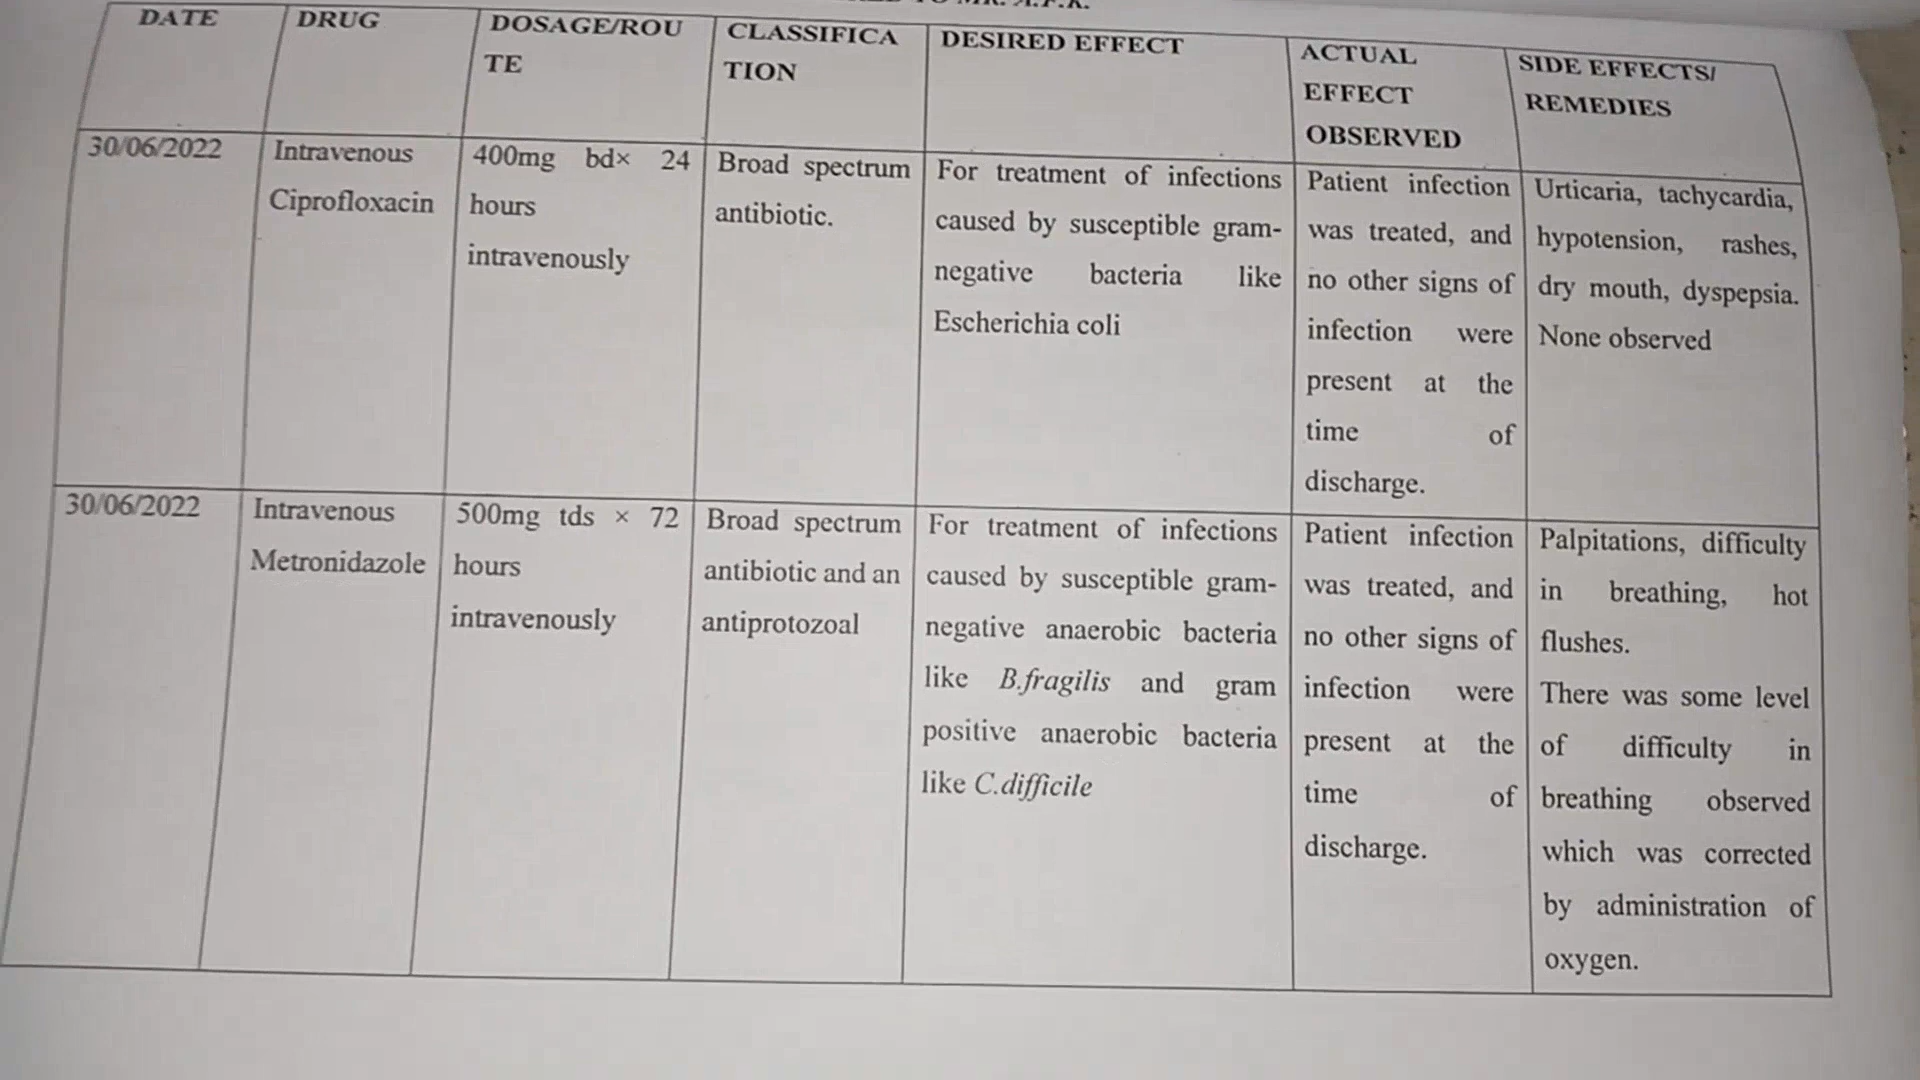 DATE
DRUG
DOSAGE/ROU
TE
CLASSIFICA
TION
DESIRED EFFECT
ACTUAL
EFFECT
OBSERVED
SIDE EFFECTS/
REMEDIES
30/06/2022
Intravenous
Ciprofloxacin
400mg bd× 24
hours
intravenously
Broad spectrum
antibiotic.
For treatment of infections
caused by susceptible gram-
negative bacteria like
Escherichia coli
Patient infection
was treated, and
no other signs of
infection were
present at the
time of
discharge.
Urticaria, tachycardia,
hypotension, rashes,
dry mouth, dyspepsia.
None observed
30/06/2022
Intravenous
Metronidazole
500mg tds × 72
hours
intravenously
Broad spectrum
antibiotic and an
antiprotozoal
For treatment of infections
caused by susceptible gram-
negative anaerobic bacteria
like B.fragilis and gram
positive anaerobic bacteria
like C.difficile
Patient infection
was treated, and
no other signs of
infection were
present at the
time of
discharge.
Palpitations, difficulty
in breathing, hot
flushes.
There was some level
of difficulty in
breathing observed
which was corrected
by administration of
oxygen.